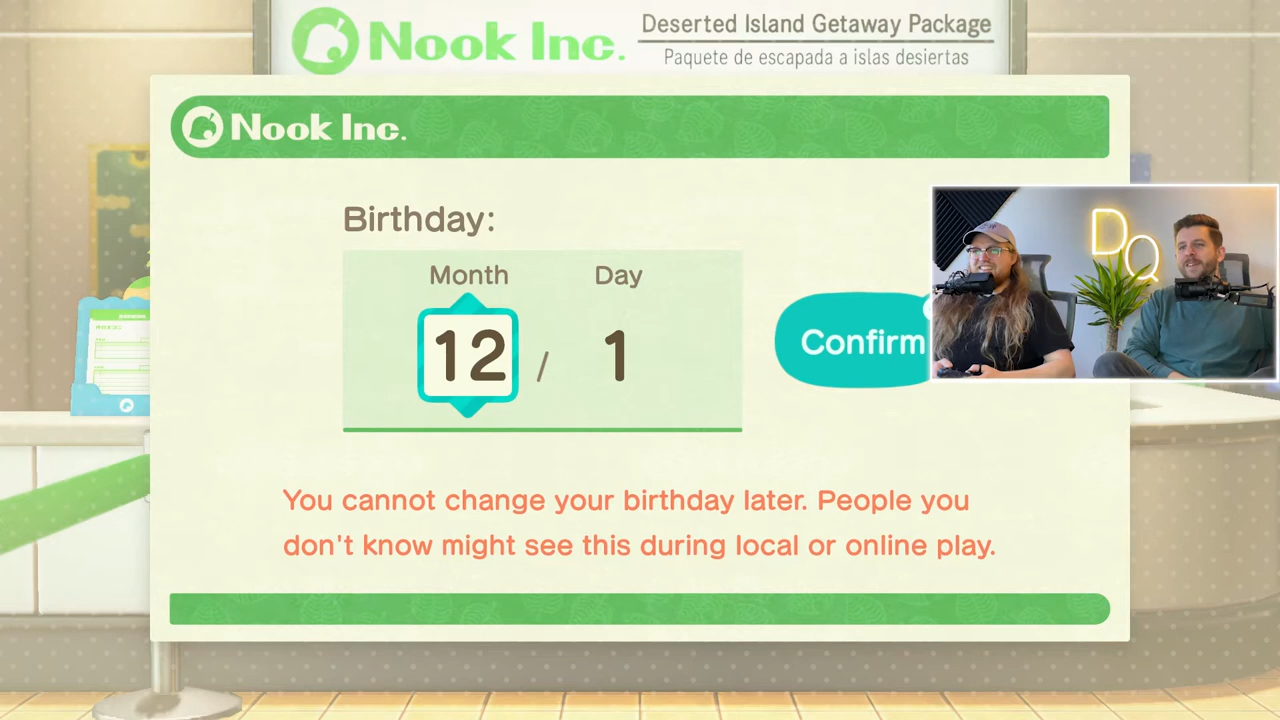 Nook Inc.
Deserted Island Getaway Package
Paquete de escapada a islas desiertas
Nook Inc.
Birthday:
Month
Day
12 / 1
Confirm
DQ
You cannot change your birthday later. People you
don't know might see this during local or online play.